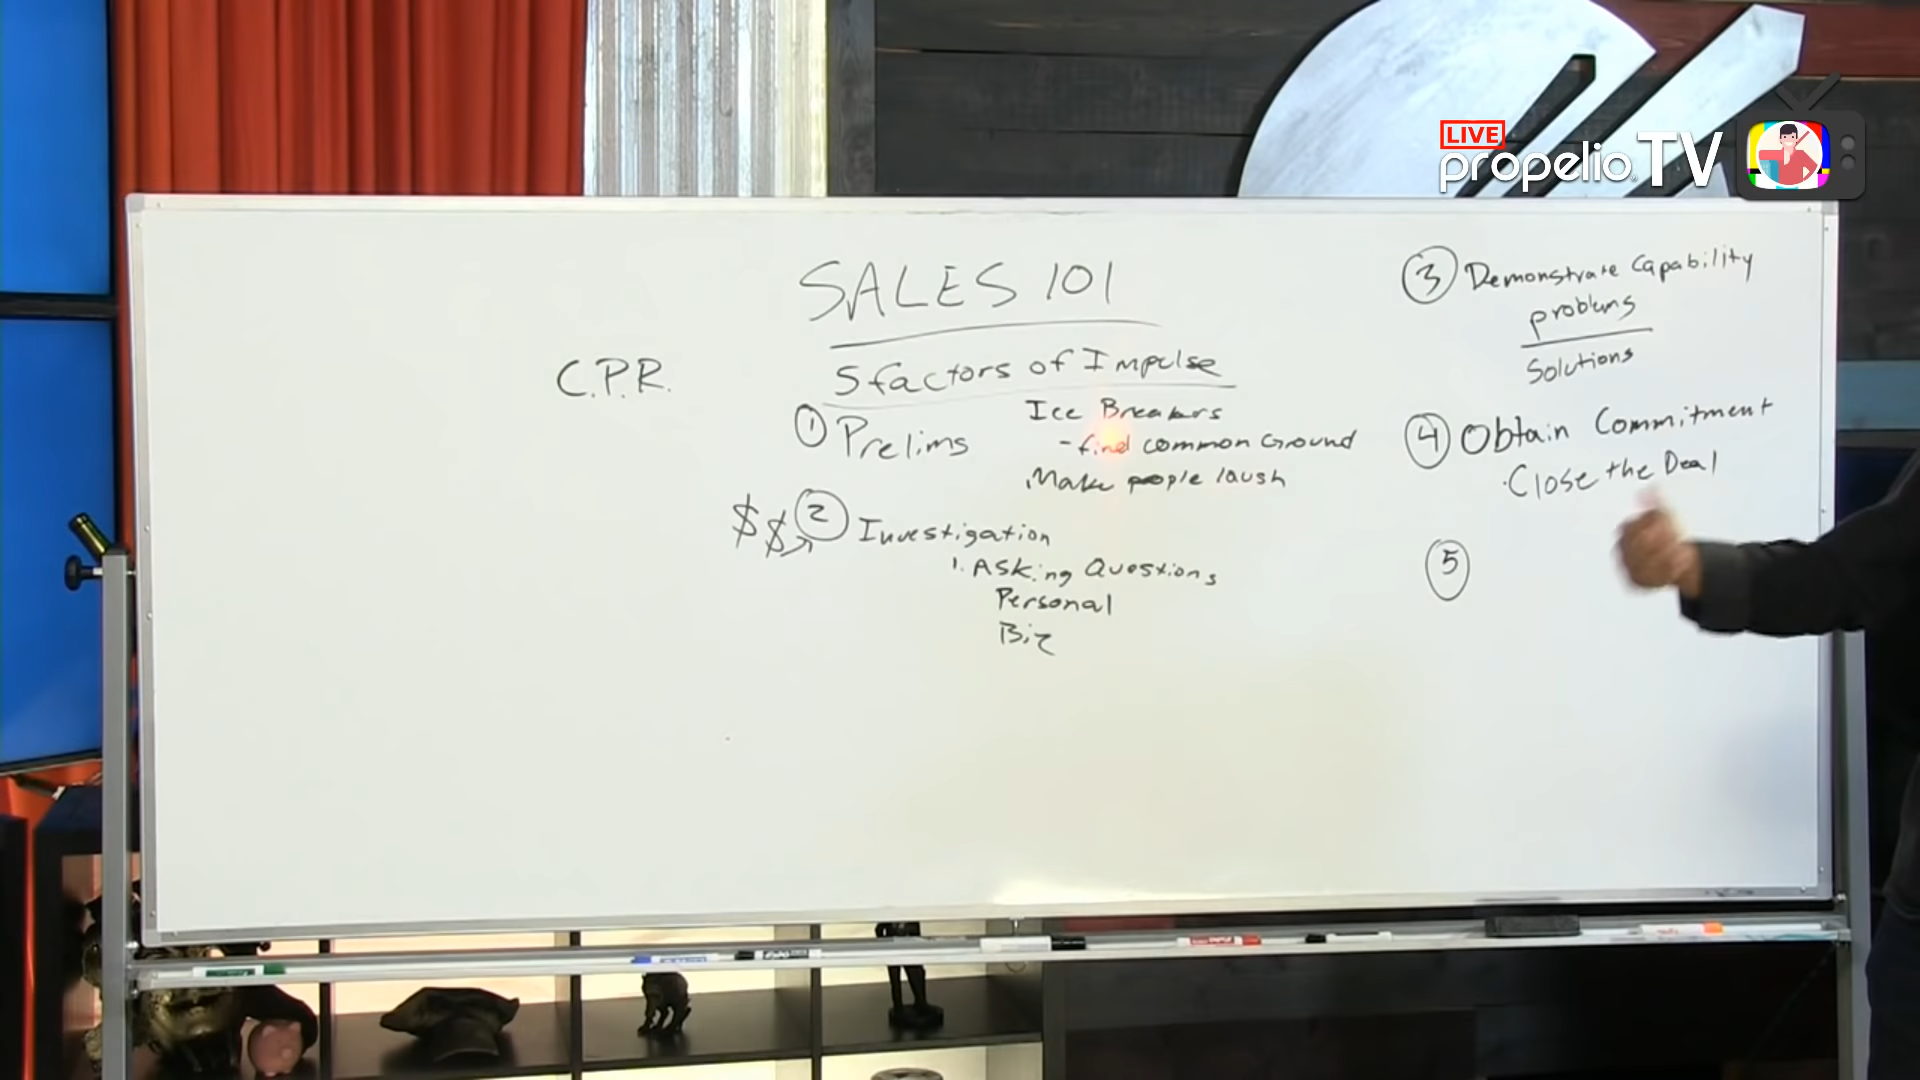 LIVE
propelio.TV
SALES 101
C.P.R.
5 factors of Impulse
① Prelims
Ice Breakers
- find common Ground
Make people laugh
$$ ② Investigation
1. Asking Questions
Personal
Biz
③ Demonstrate Capability
problems
Solutions
④ Obtain Commitment
· Close the Deal
⑤
EXPO